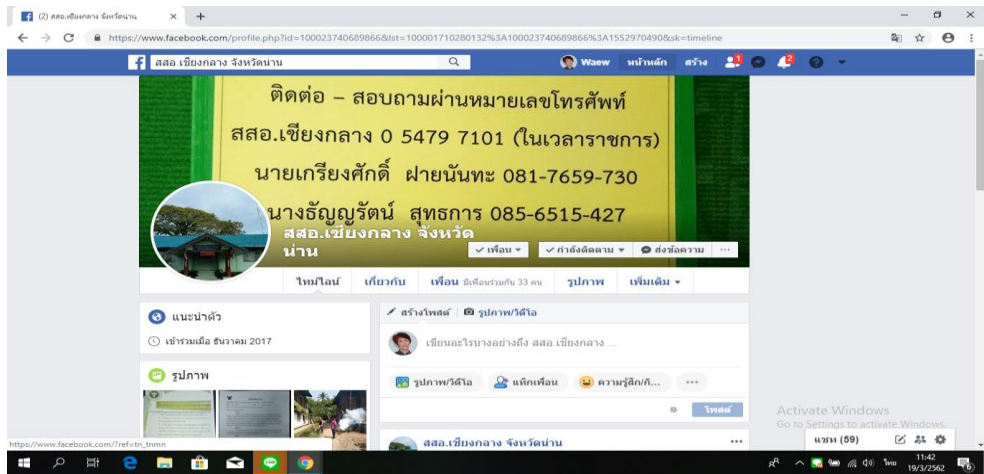 (2) สสอ.เชียงกลาง จังหวัดน่าน
https://www.facebook.com/profile.php?id=100023740689866&lst=100001710280132%3A100023740689866%3A1552970490&sk=timeline
สสอ.เชียงกลาง จังหวัดน่าน
Waew หน้าหลัก สร้าง 1 2
ติดต่อ – สอบถามผ่านหมายเลขโทรศัพท์
สสอ.เชียงกลาง 0 5479 7101 (ในเวลาราชการ)
นายเกรียงศักดิ์ ฝ่ายนันทะ 081-7659-730
นางธัญญรัตน์ สุทธการ 085-6515-427
สสอ.เชียงกลาง จังหวัด
น่าน
เพื่อน กำลังติดตาม ส่งข้อความ
ไทม์ไลน์ เกี่ยวกับ เพื่อน มีเพื่อนร่วมกัน 33 คน รูปภาพ เพิ่มเติม
แนะนำตัว
เข้าร่วมเมื่อ ธันวาคม 2017
รูปภาพ
สร้างโพสต์ รูปภาพ/วิดีโอ
เขียนอะไรบางอย่างถึง สสอ.เชียงกลาง ...
รูปภาพ/วิดีโอ แท็กเพื่อน ความรู้สึก/กิ...
โพสต์
สสอ.เชียงกลาง จังหวัดน่าน
Activate Windows
Go to Settings to activate Windows.
แชท (59)
https://www.facebook.com/?ref=tn_tnmn
ไทย 11:42
19/3/2562